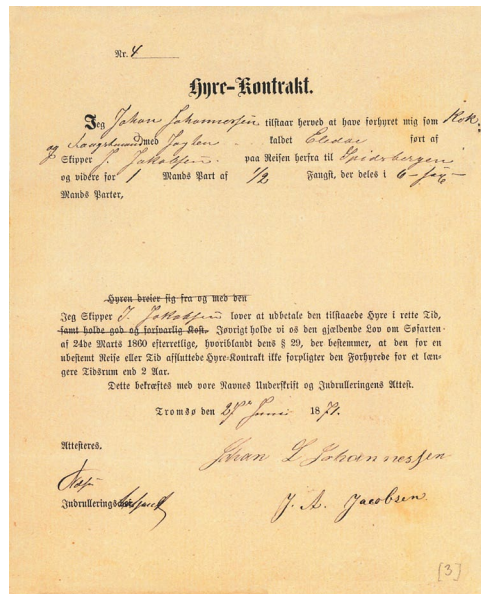 Nr. 4
Hyre-Kontrakt.
Jeg Johan Johannessen tilstaar herved at have forhyret mig som Kok-
og Fangstmand med Jagten kaldet Elida ført af
Skipper J. Jakobsen. paa Reisen herfra til Spidsbergen
og videre for 1 Mands Part af 1/2 Fangst, der deles i 6-sex-
Mands Parter,
Hyren dreier sig fra og med den
Jeg Skipper J. Jakobsen lover at udbetale den tilstaaede Hyre i rette Tid,
samt holde god og forsvarlig Kost. Iøvrigt holde vi os den gjældende Lov om Søfarten
af 24de Marts 1860 efterrettelig, hvoriblandt dens § 29, der bestemmer, at den for en
ubestemt Reise eller Tid afsluttede Hyre-Kontrakt ikke forpligter den Forhyrede for et læn-
gere Tidsrum end 2 Aar.
Dette bekræftes med vore Navnes Underskrift og Indrulleringens Attest.
Tromsø den Juni 1871.
Attesteres.
Johan L Johannessen
Indrullerings
J. A. Jacobsen
[3]